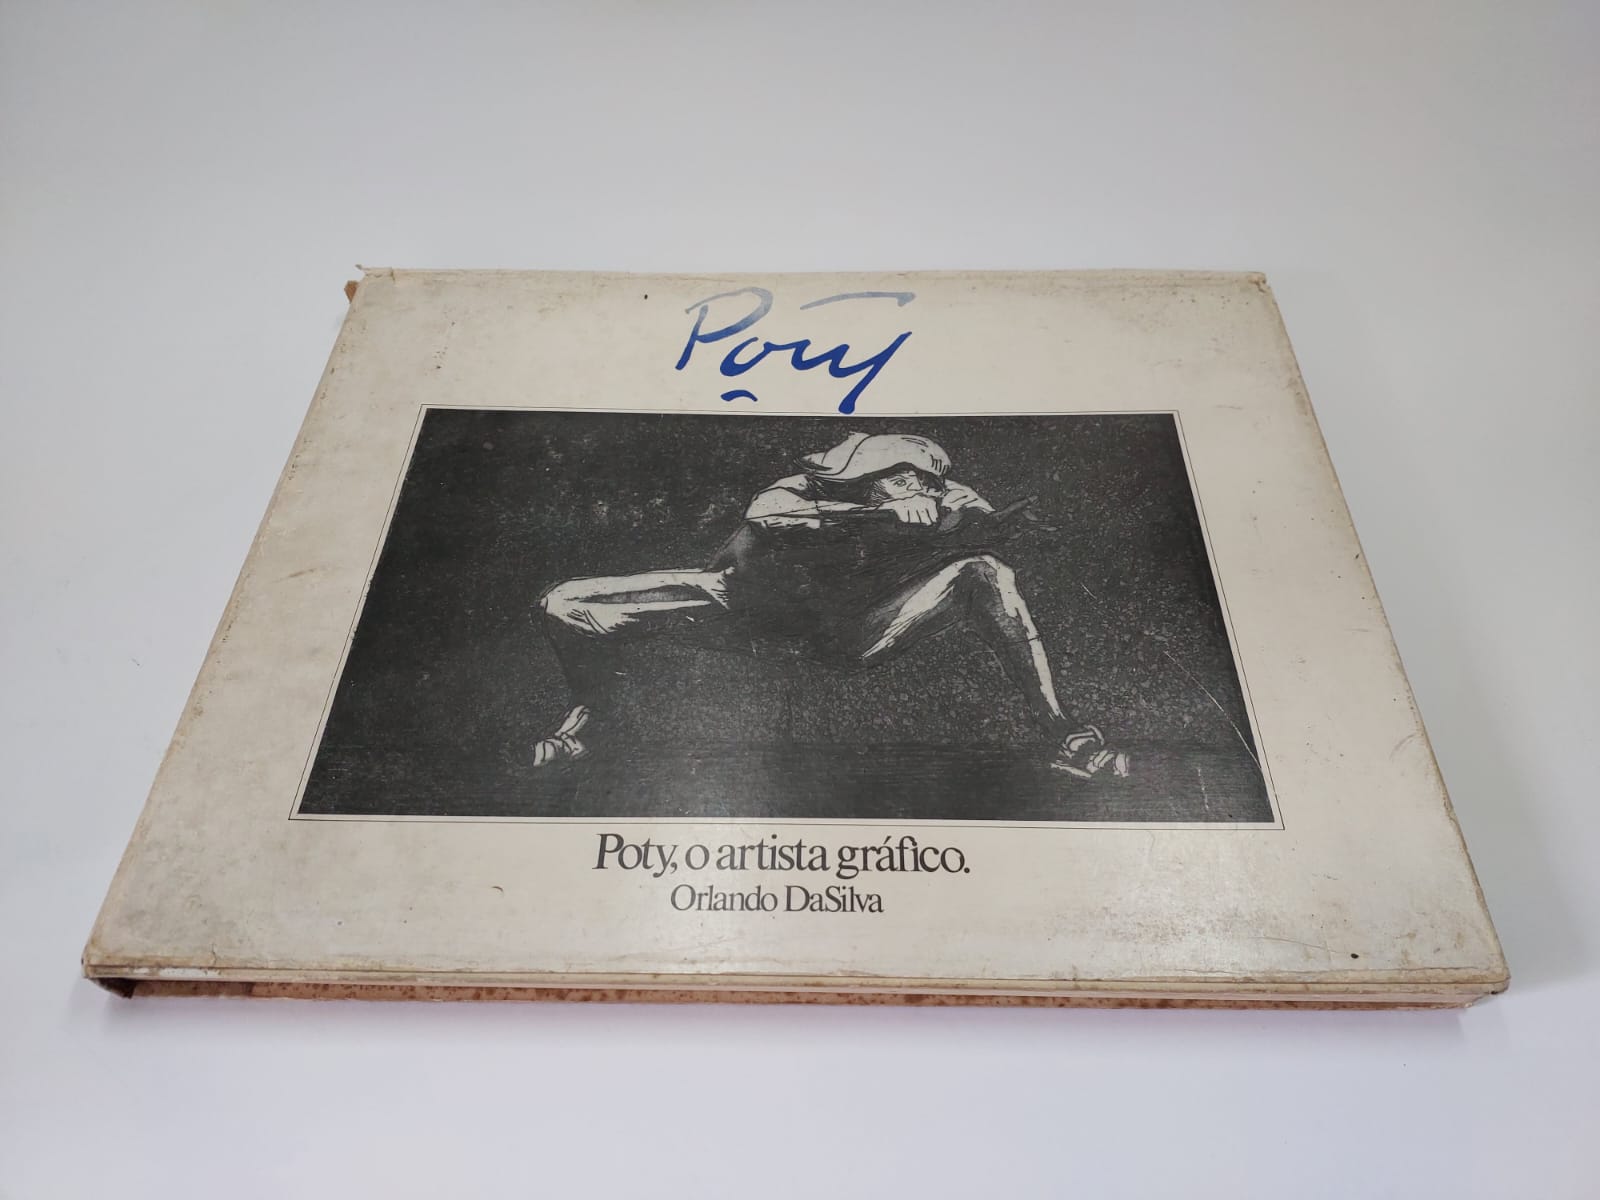 Poty
Poty, o artista gráfico.
Orlando DaSilva